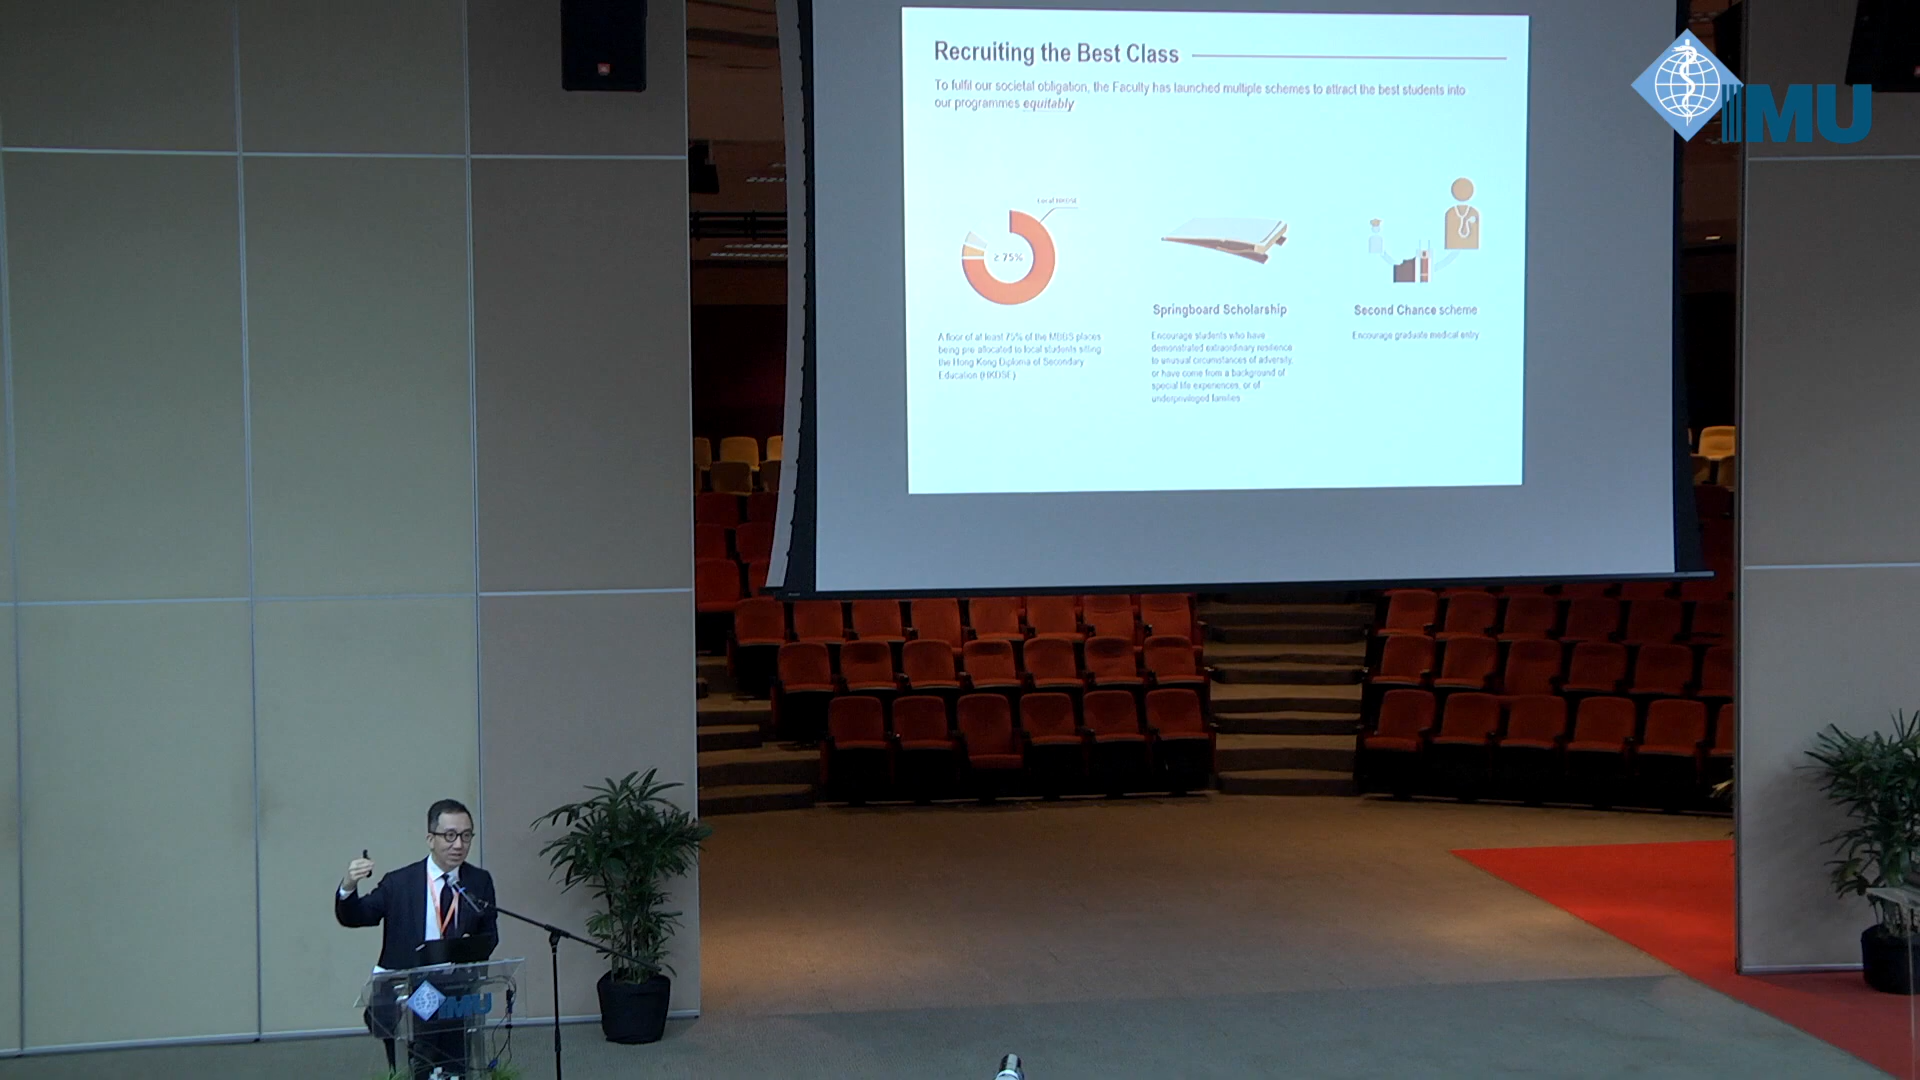 Recruiting the Best Class
To fulfil our societal obligation, the Faculty has launched multiple schemes to attract the best students into
our programmes equitably
Local HKDSE
≥ 75%
A floor of at least 75% of the MBBS places
being pre allocated to local students sitting
the Hong Kong Diploma of Secondary
Education (HKDSE)
Springboard Scholarship
Encourage students who have
demonstrated extraordinary resilience
to unusual circumstances of adversity,
or have come from a background of
special life experiences, or of
underprivileged families
Second Chance scheme
Encourage graduate medical entry
IMU
IMU